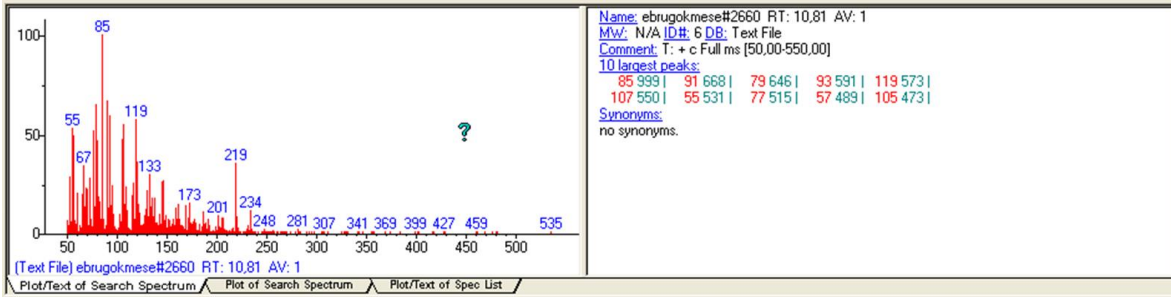 85
100
119
55
50
219
67
133
173
201 234
248 281 307 341 369 399 427 459 535
0
50 100 150 200 250 300 350 400 450 500
?
(Text File) ebrugokmese#2660 RT: 10,81 AV: 1
Name: ebrugokmese#2660 RT: 10,81 AV: 1
MW: N/A ID#: 6 DB: Text File
Comment: T: + c Full ms [50,00-550,00]
10 largest peaks:
85 999 | 91 668 | 79 646 | 93 591 | 119 573 |
107 550 | 55 531 | 77 515 | 57 489 | 105 473 |
Synonyms:
no synonyms.
Plot/Text of Search Spectrum Plot of Search Spectrum Plot/Text of Spec List